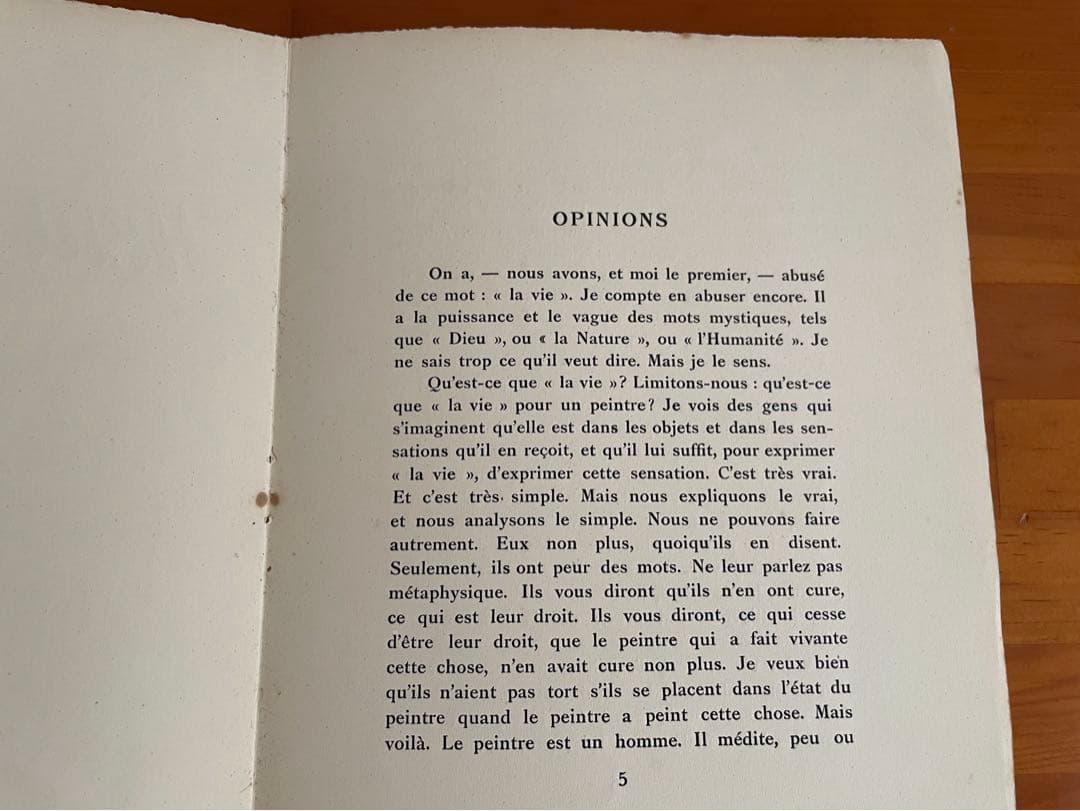 OPINIONS
On a, — nous avons, et moi le premier, — abusé
de ce mot : « la vie ». Je compte en abuser encore. Il
a la puissance et le vague des mots mystiques, tels
que « Dieu », ou « la Nature », ou « l'Humanité ». Je
ne sais trop ce qu'il veut dire. Mais je le sens.
Qu'est-ce que « la vie »? Limitons-nous : qu'est-ce
que « la vie » pour un peintre? Je vois des gens qui
s'imaginent qu'elle est dans les objets et dans les sen-
sations qu'il en reçoit, et qu'il lui suffit, pour exprimer
« la vie », d'exprimer cette sensation. C'est très vrai.
Et c'est très simple. Mais nous expliquons le vrai,
et nous analysons le simple. Nous ne pouvons faire
autrement. Eux non plus, quoiqu'ils en disent.
Seulement, ils ont peur des mots. Ne leur parlez pas
métaphysique. Ils vous diront qu'ils n'en ont cure,
ce qui est leur droit. Ils vous diront, ce qui cesse
d'être leur droit, que le peintre qui a fait vivante
cette chose, n'en avait cure non plus. Je veux bien
qu'ils n'aient pas tort s'ils se placent dans l'état du
peintre quand le peintre a peint cette chose. Mais
voilà. Le peintre est un homme. Il médite, peu ou
5